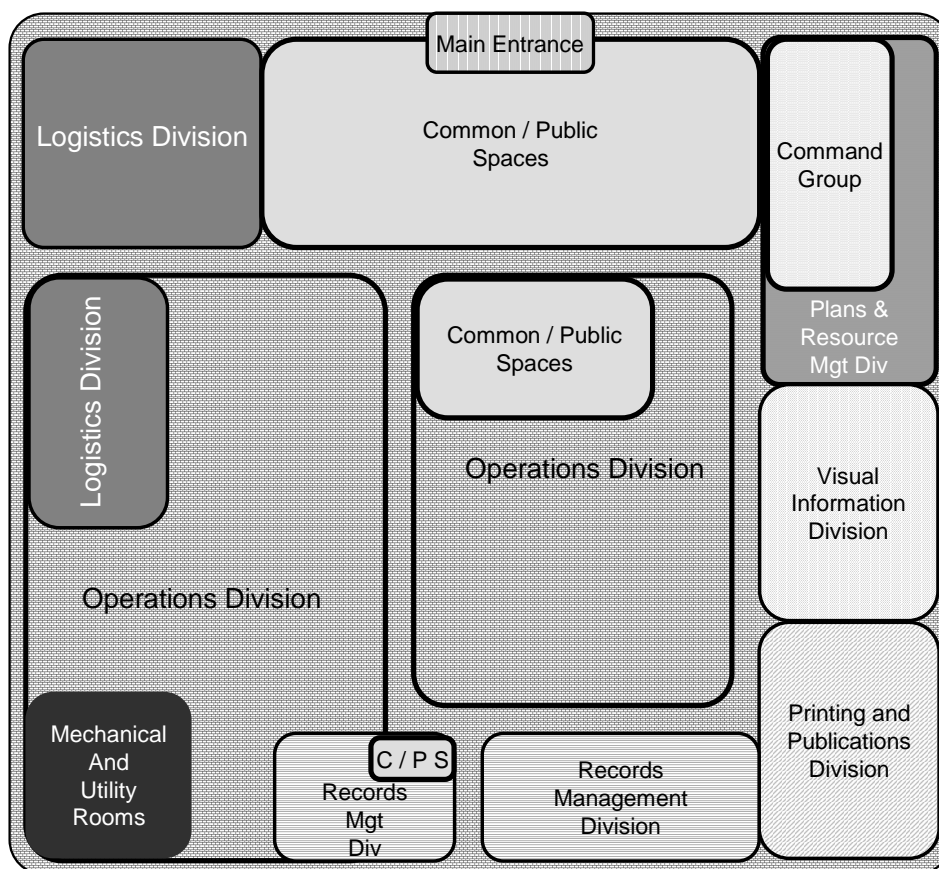 Main Entrance
Logistics Division
Common / Public
Spaces
Command
Group
Plans &
Resource
Mgt Div
Logistics Division
Common / Public
Spaces
Operations Division
Visual
Information
Division
Operations Division
Mechanical
And
Utility
Rooms
C / P S
Records
Mgt
Div
Records
Management
Division
Printing and
Publications
Division